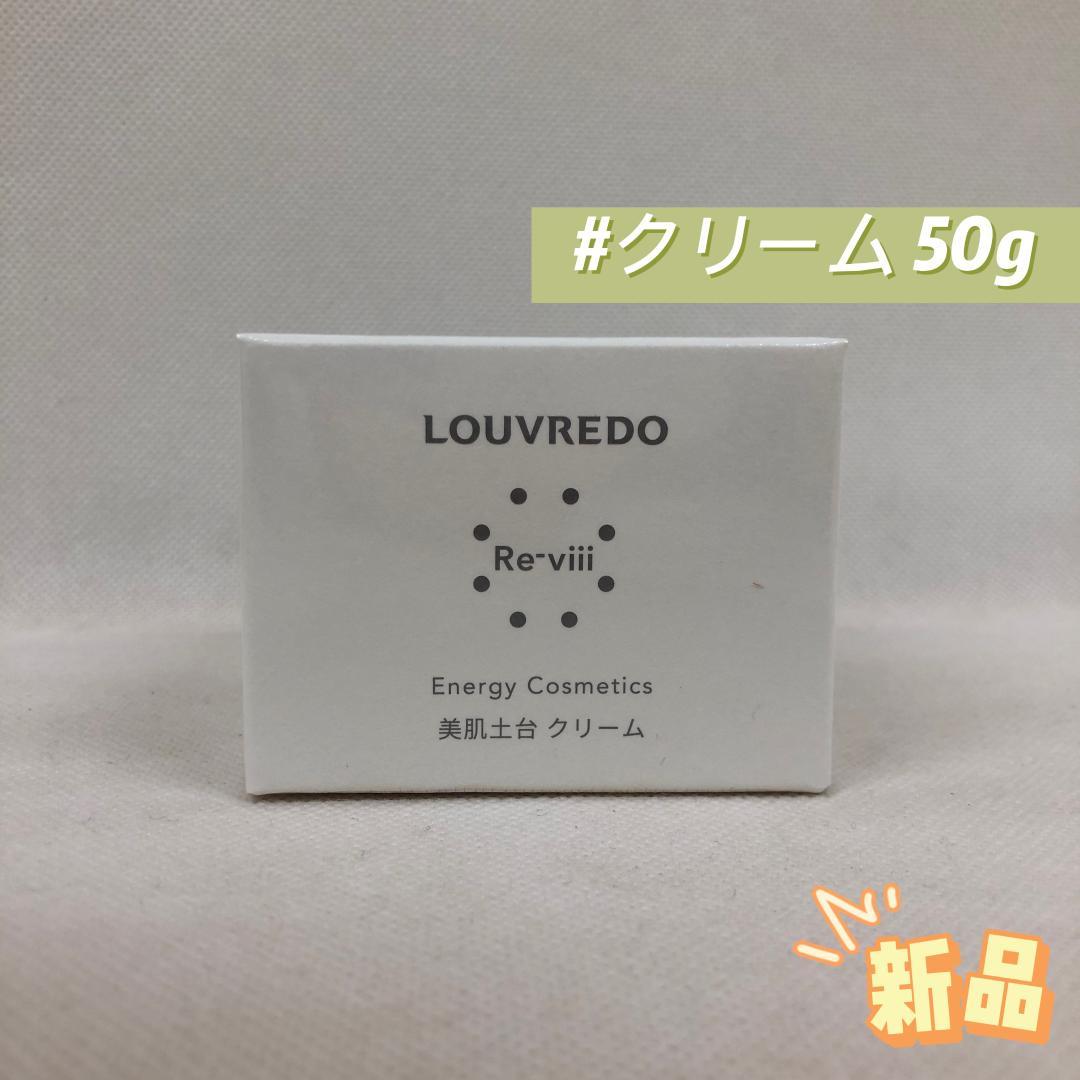 #クリーム 50g
LOUVREDO
Re-viii
Energy Cosmetics
美肌土台 クリーム
新品